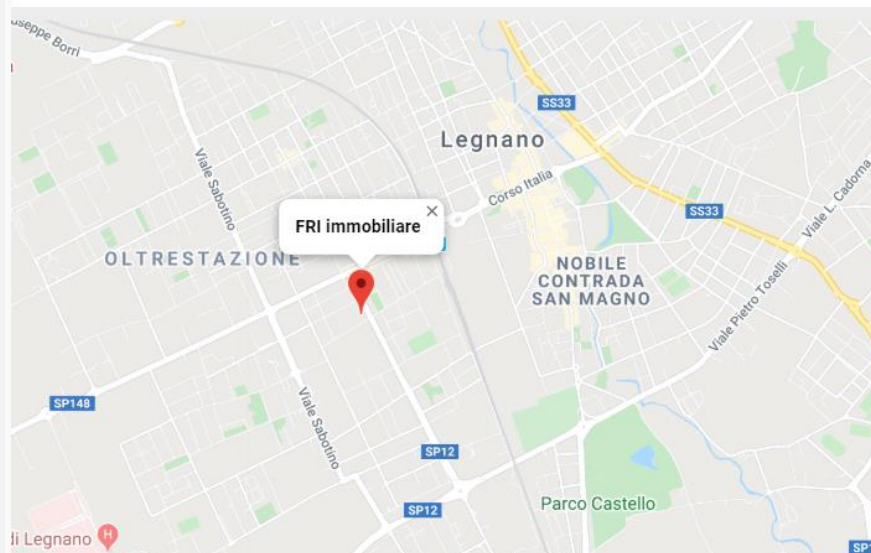 Giuseppe Borri
SS33
Legnano
Viale Sabotino
Corso Italia
Viale L. Cadorna
FRI immobiliare
SS33
OLTRESTAZIONE
NOBILE
CONTRADA
SAN MAGNO
Viale Pietro Toselli
SP148
Viale Sabotino
SP12
Parco Castello
SP12
di Legnano
H